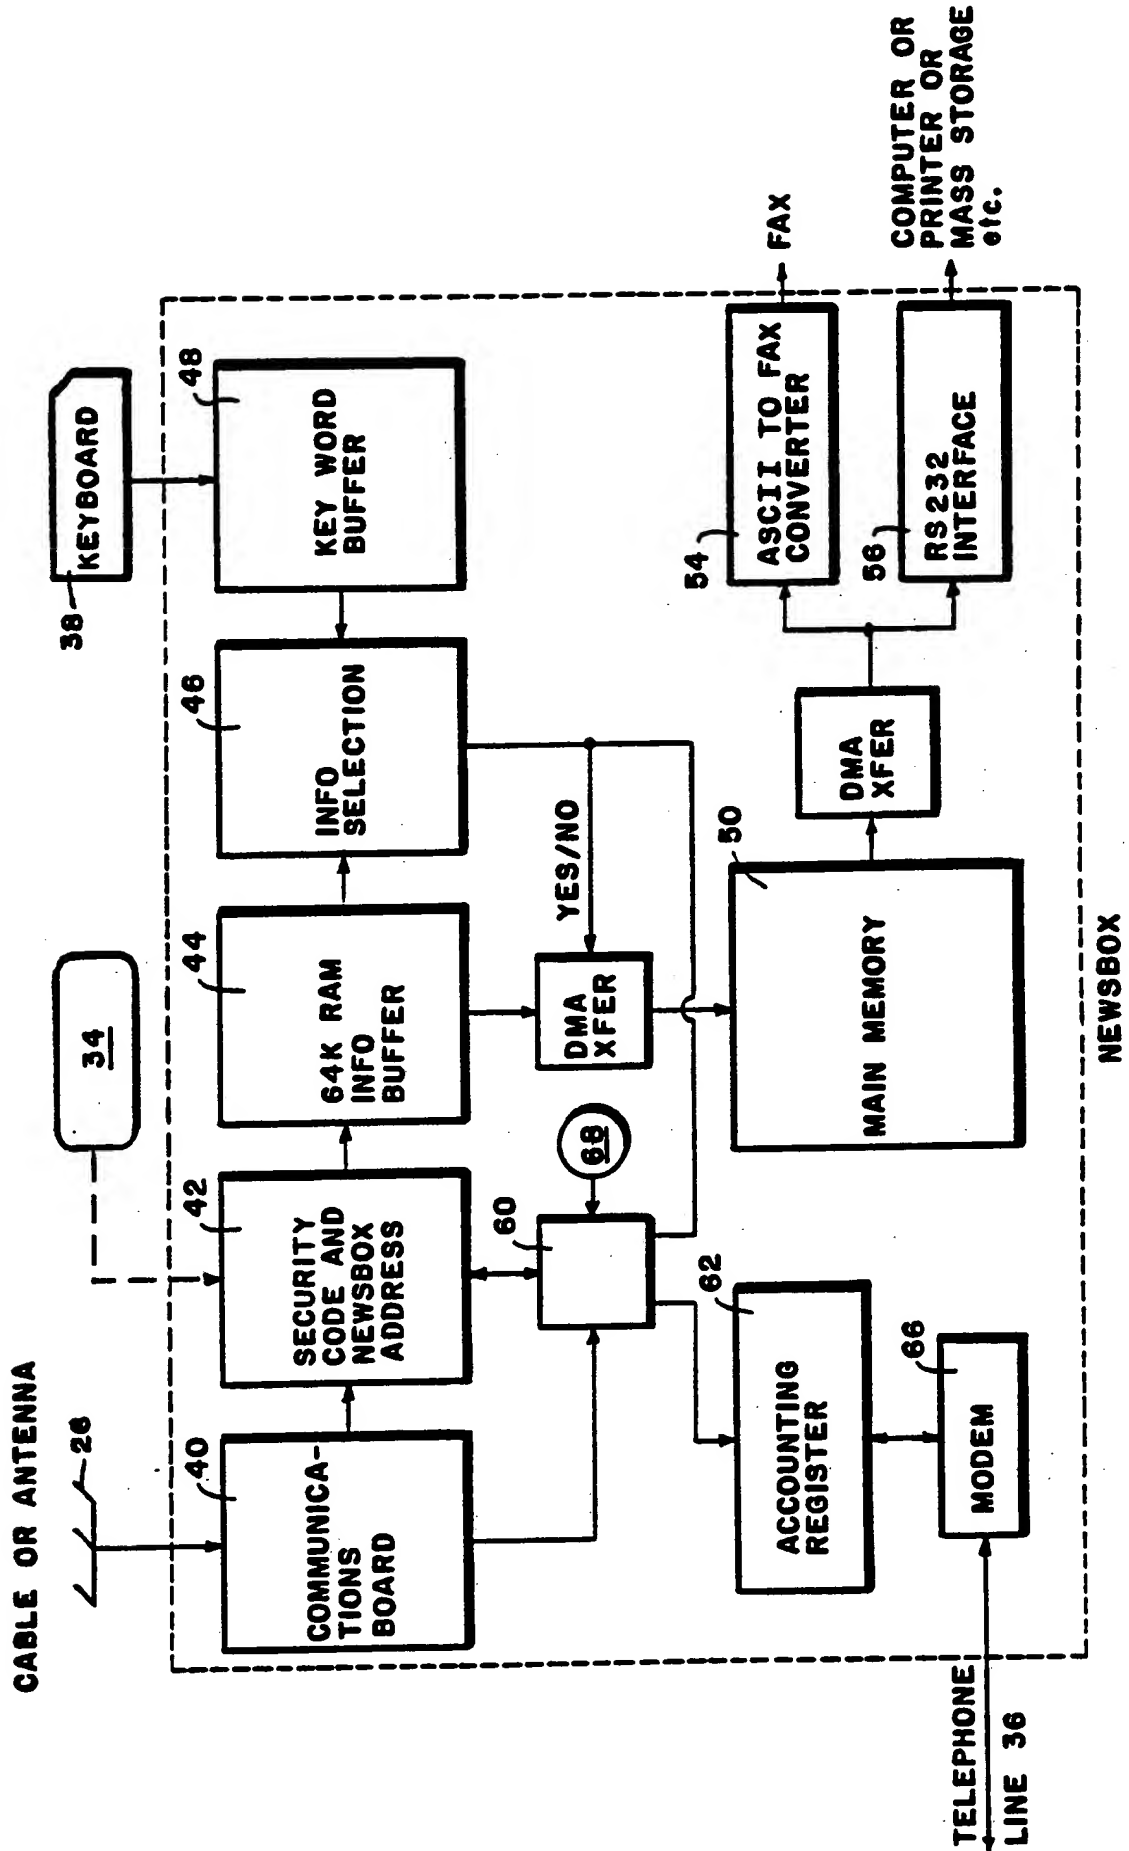 CABLE OR ANTENNA
26
34
38
KEYBOARD
40
COMMUNICA-
TIONS
BOARD
42
SECURITY
CODE AND
NEWSBOX
ADDRESS
44
64K RAM
INFO
BUFFER
46
INFO
SELECTION
48
KEY WORD
BUFFER
60
68
DMA
XFER
YES/NO
62
ACCOUNTING
REGISTER
66
MODEM
TELEPHONE
LINE 36
50
MAIN MEMORY
DMA
XFER
54
ASCII TO FAX
CONVERTER
FAX
56
RS232
INTERFACE
COMPUTER OR
PRINTER OR
MASS STORAGE
etc.
NEWSBOX